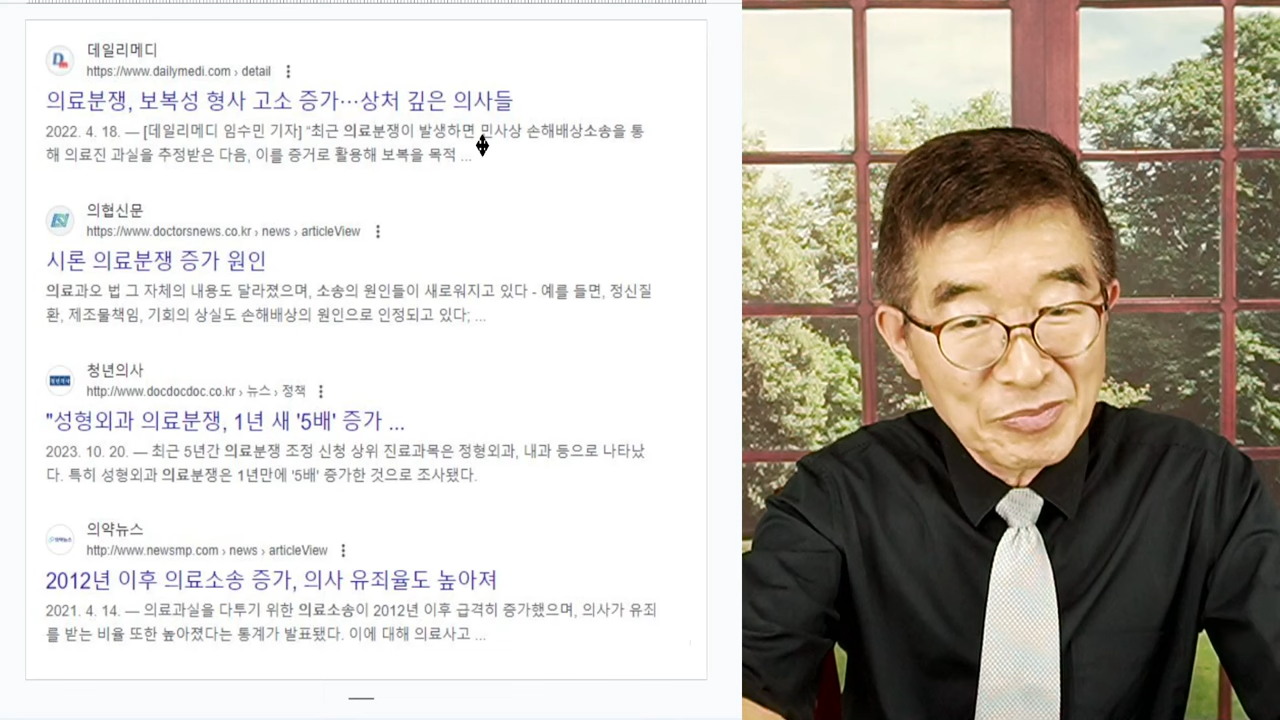 데일리메디
https://www.dailymedi.com › detail
의료분쟁, 보복성 형사 고소 증가…상처 깊은 의사들
2022. 4. 18. — [데일리메디 임수민 기자] “최근 의료분쟁이 발생하면 민사상 손해배상소송을 통
해 의료진 과실을 추정받은 다음, 이를 증거로 활용해 보복을 목적 ...
의협신문
https://www.doctorsnews.co.kr › news › articleView
시론 의료분쟁 증가 원인
의료과오 법 그 자체의 내용도 달라졌으며, 소송의 원인들이 새로워지고 있다 - 예를 들면, 정신질
환, 제조물책임, 기회의 상실도 손해배상의 원인으로 인정되고 있다; ...
청년의사
http://www.docdocdoc.co.kr › 뉴스 › 정책
"성형외과 의료분쟁, 1년 새 '5배' 증가 ...
2023. 10. 20. — 최근 5년간 의료분쟁 조정 신청 상위 진료과목은 정형외과, 내과 등으로 나타났
다. 특히 성형외과 의료분쟁은 1년만에 '5배' 증가한 것으로 조사됐다.
의약뉴스
http://www.newsmp.com › news › articleView
2012년 이후 의료소송 증가, 의사 유죄율도 높아져
2021. 4. 14. — 의료과실을 다투기 위한 의료소송이 2012년 이후 급격히 증가했으며, 의사가 유죄
를 받는 비율 또한 높아졌다는 통계가 발표됐다. 이에 대해 의료사고 ...